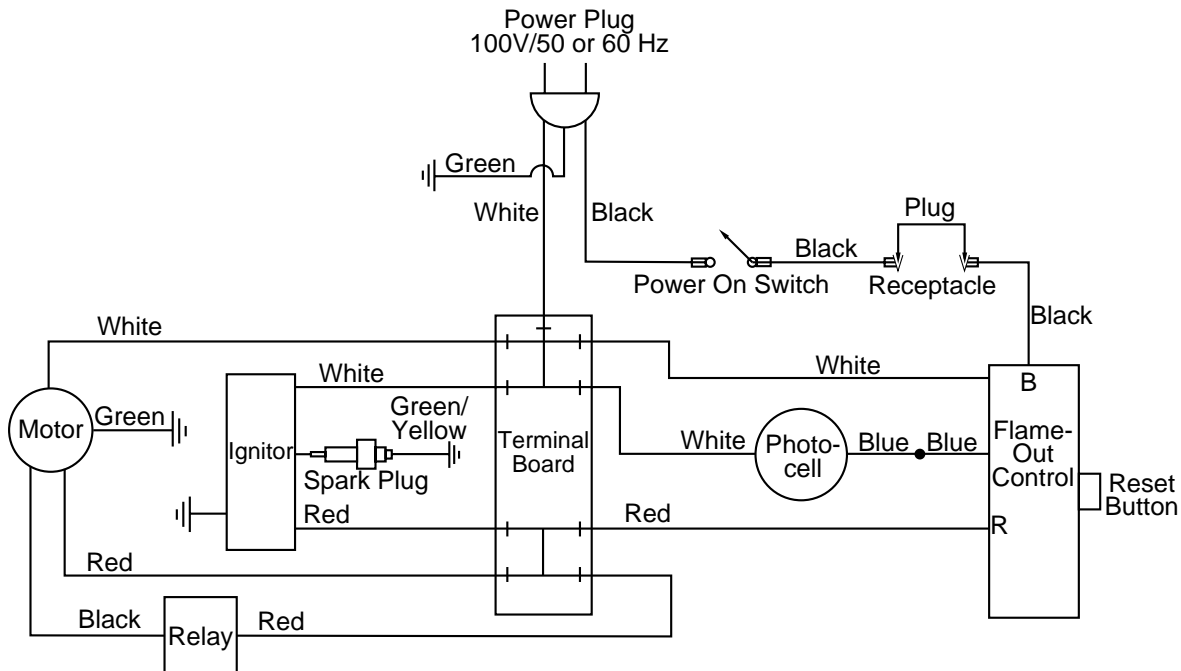 Power Plug
100V/50 or 60 Hz
Green
White
Black
Plug
Black
Power On Switch
Receptacle
White
Black
White
White
B
Green/
Yellow
Motor
Green
Ignitor
Spark Plug
Terminal
Board
White
Photo-
cell
Blue
Blue
Flame-
Out
Control
Reset
Button
Red
Red
R
Red
Black
Relay
Red